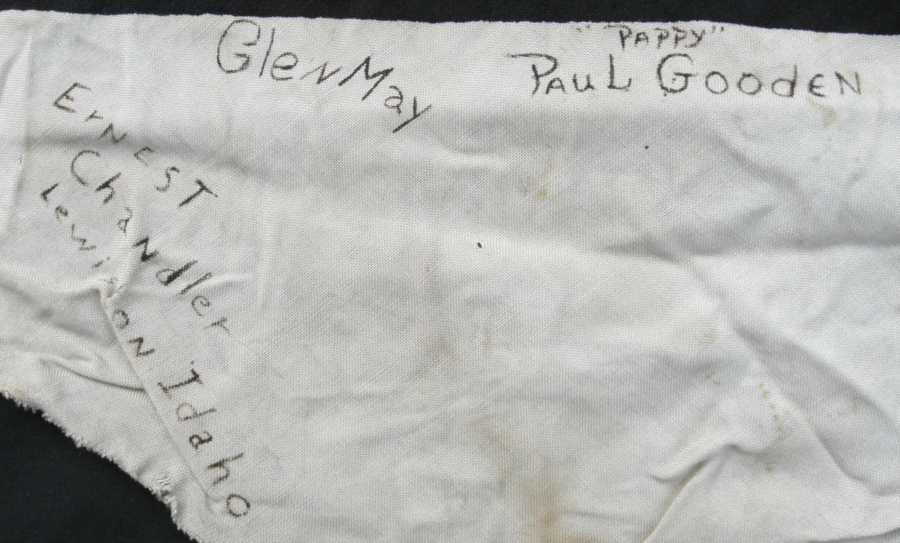 Glen May
"PAPPY"
PAUL GOODEN
ERNEST
Chandler
Lewiston Idaho